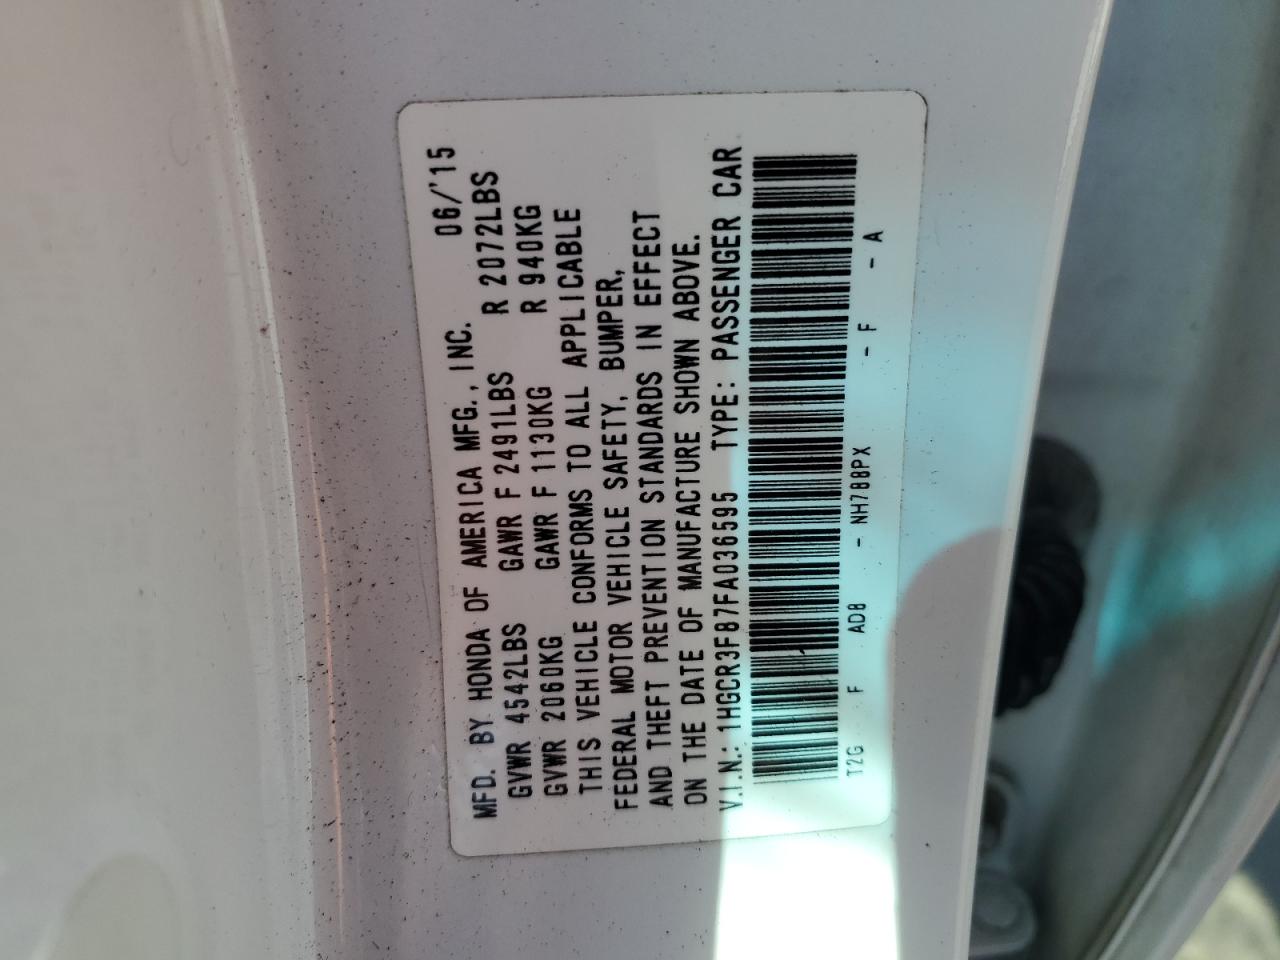 MFD. BY HONDA OF AMERICA MFG., INC. 06/'15
GVWR 4542LBS GAWR F 2491LBS R 2072LBS
GVWR 2060KG GAWR F 1130KG R 940KG
THIS VEHICLE CONFORMS TO ALL APPLICABLE
FEDERAL MOTOR VEHICLE SAFETY, BUMPER,
AND THEFT PREVENTION STANDARDS IN EFFECT
ON THE DATE OF MANUFACTURE SHOWN ABOVE.
V.I.N.: 1HGCR3F87FA036595 TYPE: PASSENGER CAR
T2G F AD8 - NH788PX - F - A